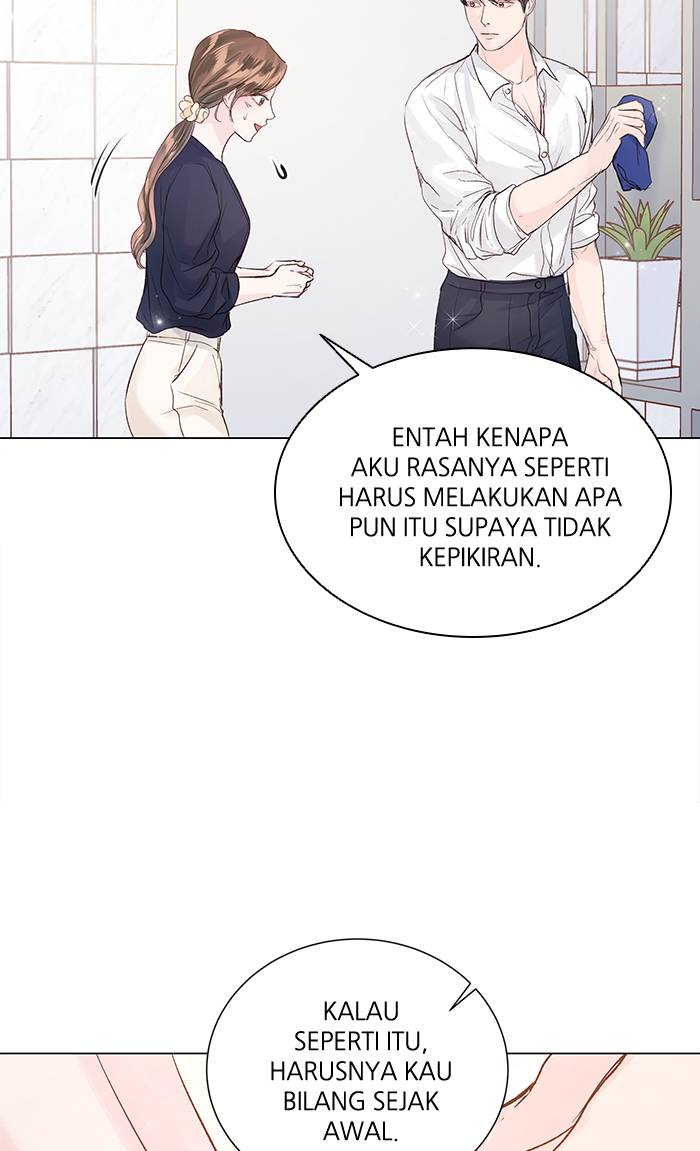 ENTAH KENAPA
AKU RASANYA SEPERTI
HARUS MELAKUKAN APA
PUN ITU SUPAYA TIDAK
KEPIKIRAN.
KALAU
SEPERTI ITU,
HARUSNYA KAU
BILANG SEJAK
AWAL.